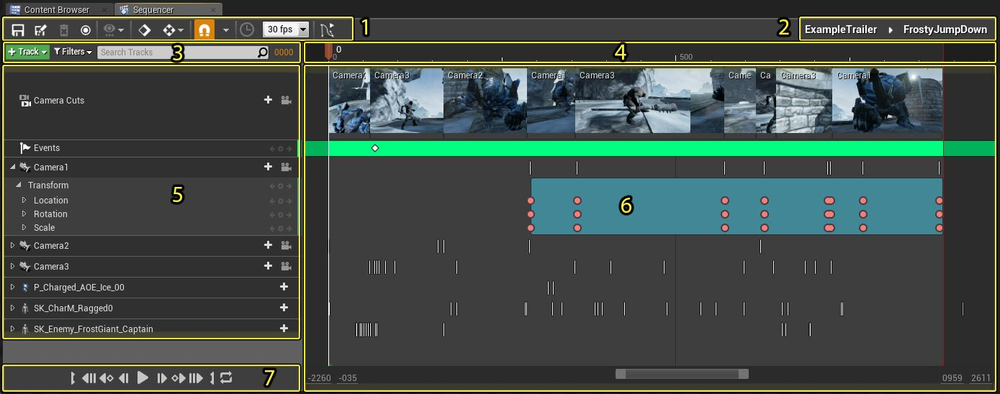 Content Browser
Sequencer
30 fps
1
2
ExampleTrailer
FrostyJumpDown
Track
Filters
Search Tracks
3
0000
0
0
4
500
Camera2
Camera3
Camera2
Camera1
Camera3
Came
Ca
Camera3
Camera1
Camera Cuts
Events
Camera1
Transform
5
6
Location
Rotation
Scale
Camera2
Camera3
P_Charged_AOE_Ice_00
SK_CharM_Ragged0
SK_Enemy_FrostGiant_Captain
7
-2260
-035
0959
2611